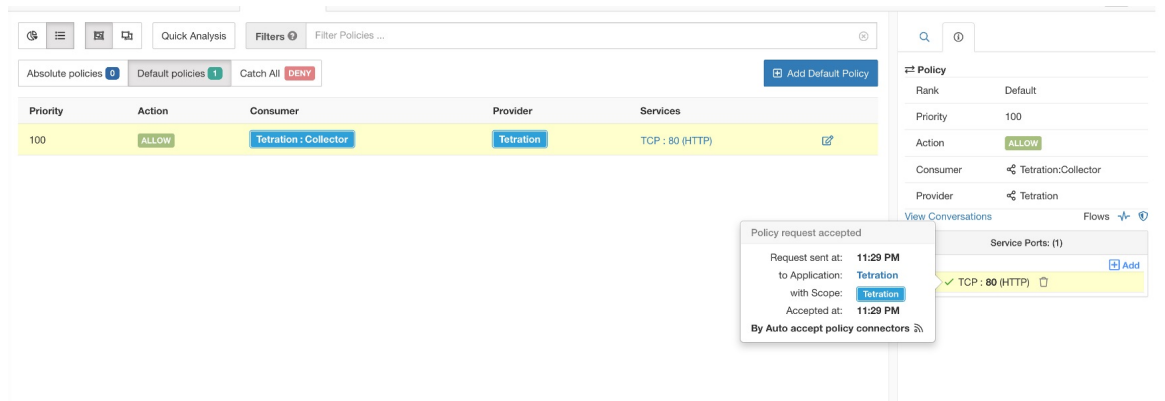 Quick Analysis
Filters
Filter Policies ...
Absolute policies 0
Default policies 1
Catch All DENY
Add Default Policy
Priority Action Consumer Provider Services
100 ALLOW Tetration : Collector Tetration TCP : 80 (HTTP)
Policy
Rank Default
Priority 100
Action ALLOW
Consumer Tetration:Collector
Provider Tetration
View Conversations Flows
Service Ports: (1)
Add
TCP : 80 (HTTP)
Policy request accepted
Request sent at: 11:29 PM
to Application: Tetration
with Scope: Tetration
Accepted at: 11:29 PM
By Auto accept policy connectors